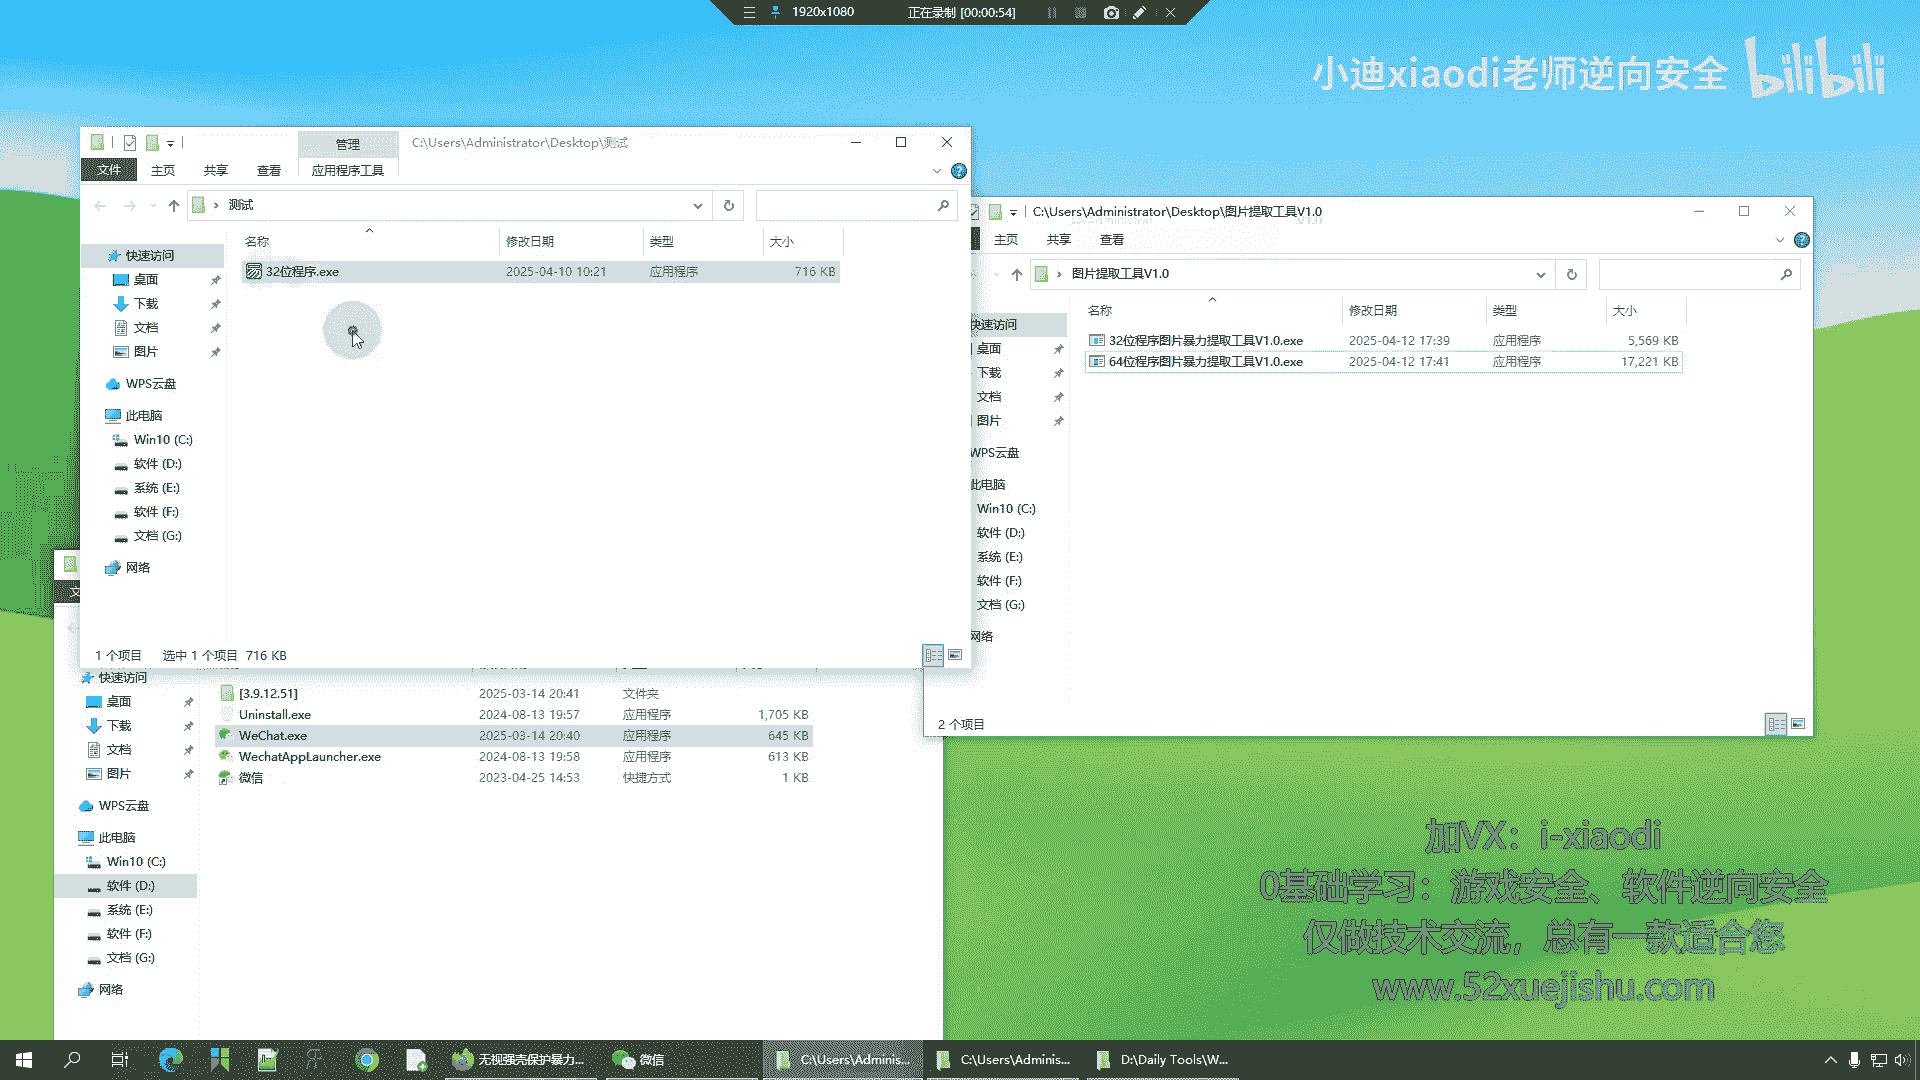 1920x1080
正在录制 [00:00:54]
小迪xiaodi老师逆向安全 bilibili
管理
C:\Users\Administrator\Desktop\测试
文件
主页
共享
查看
应用程序工具
测试
名称
修改日期
类型
大小
32位程序.exe
2025-04-10 10:21
应用程序
716 KB
快速访问
桌面
下载
文档
图片
WPS云盘
此电脑
Win10 (C:)
软件 (D:)
系统 (E:)
软件 (F:)
文档 (G:)
网络
1 个项目
选中 1 个项目 716 KB
C:\Users\Administrator\Desktop\图片提取工具V1.0
主页
共享
查看
图片提取工具V1.0
名称
修改日期
类型
大小
32位程序图片暴力提取工具V1.0.exe
2025-04-12 17:39
应用程序
5,569 KB
64位程序图片暴力提取工具V1.0.exe
2025-04-12 17:41
应用程序
17,221 KB
快速访问
桌面
下载
文档
图片
WPS云盘
此电脑
Win10 (C:)
软件 (D:)
系统 (E:)
软件 (F:)
文档 (G:)
网络
2 个项目
快速访问
桌面
下载
文档
图片
WPS云盘
此电脑
Win10 (C:)
软件 (D:)
系统 (E:)
软件 (F:)
文档 (G:)
网络
[3.9.12.51]
2025-03-14 20:41
文件夹
Uninstall.exe
2024-08-13 19:57
应用程序
1,705 KB
WeChat.exe
2025-03-14 20:40
应用程序
645 KB
WechatAppLauncher.exe
2024-08-13 19:58
应用程序
613 KB
微信
2023-04-25 14:53
快捷方式
1 KB
加VX：i-xiaodi
0基础学习：游戏安全、软件逆向安全
仅做技术交流，总有一款适合您
www.52xuejishu.com
无视强壳保护暴力...
微信
C:\Users\Adminis...
C:\Users\Adminis...
D:\Daily Tools\W...